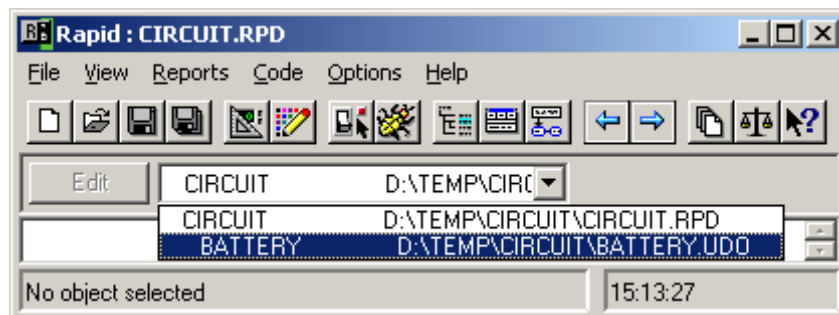 Rapid : CIRCUIT.RPD
File View Reports Code Options Help
Edit CIRCUIT D:\TEMP\CIRC
CIRCUIT D:\TEMP\CIRCUIT\CIRCUIT.RPD
BATTERY D:\TEMP\CIRCUIT\BATTERY.UDO
No object selected 15:13:27